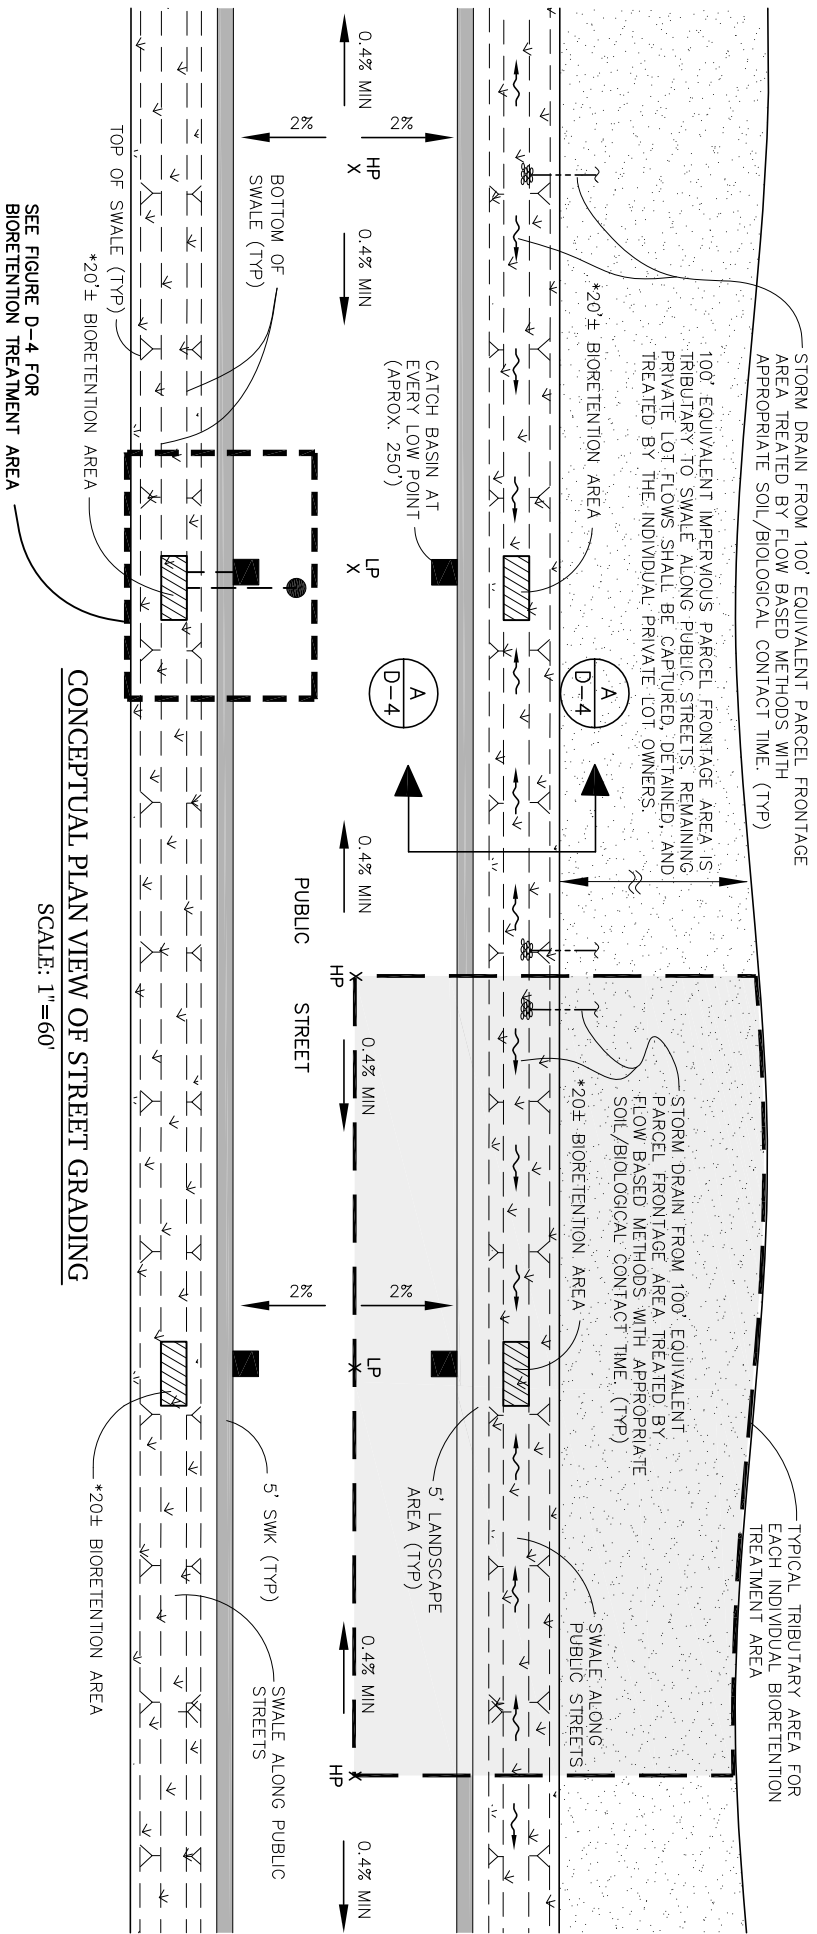 STORM DRAIN FROM 100' EQUIVALENT PARCEL FRONTAGE
AREA TREATED BY FLOW BASED METHODS WITH
APPROPRIATE SOIL/BIOLOGICAL CONTACT TIME. (TYP)
100' EQUIVALENT IMPERVIOUS PARCEL FRONTAGE AREA IS
TRIBUTARY TO SWALE ALONG PUBLIC STREETS. REMAINING
PRIVATE LOT FLOWS SHALL BE CAPTURED, DETAINED, AND
TREATED BY THE INDIVIDUAL PRIVATE LOT OWNERS.
TYPICAL TRIBUTARY AREA FOR
EACH INDIVIDUAL BIORETENTION
TREATMENT AREA
STORM DRAIN FROM 100' EQUIVALENT
PARCEL FRONTAGE AREA TREATED BY
FLOW BASED METHODS WITH APPROPRIATE
SOIL/BIOLOGICAL CONTACT TIME. (TYP)
*20'± BIORETENTION AREA
A
D-4
*20± BIORETENTION AREA
SWALE ALONG
PUBLIC STREETS
CATCH BASIN AT
EVERY LOW POINT
(APROX. 250')
A
D-4
5' LANDSCAPE
AREA (TYP)
2%
2%
0.4% MIN
HP
0.4% MIN
LP
0.4% MIN
HP
0.4% MIN
LP
0.4% MIN
HP
0.4% MIN
PUBLIC STREET
2%
2%
BOTTOM OF
SWALE (TYP)
5' SWK (TYP)
SWALE ALONG PUBLIC
STREETS
TOP OF SWALE (TYP)
*20'± BIORETENTION AREA
*20± BIORETENTION AREA
SEE FIGURE D-4 FOR
BIORETENTION TREATMENT AREA
CONCEPTUAL PLAN VIEW OF STREET GRADING
SCALE: 1"=60'